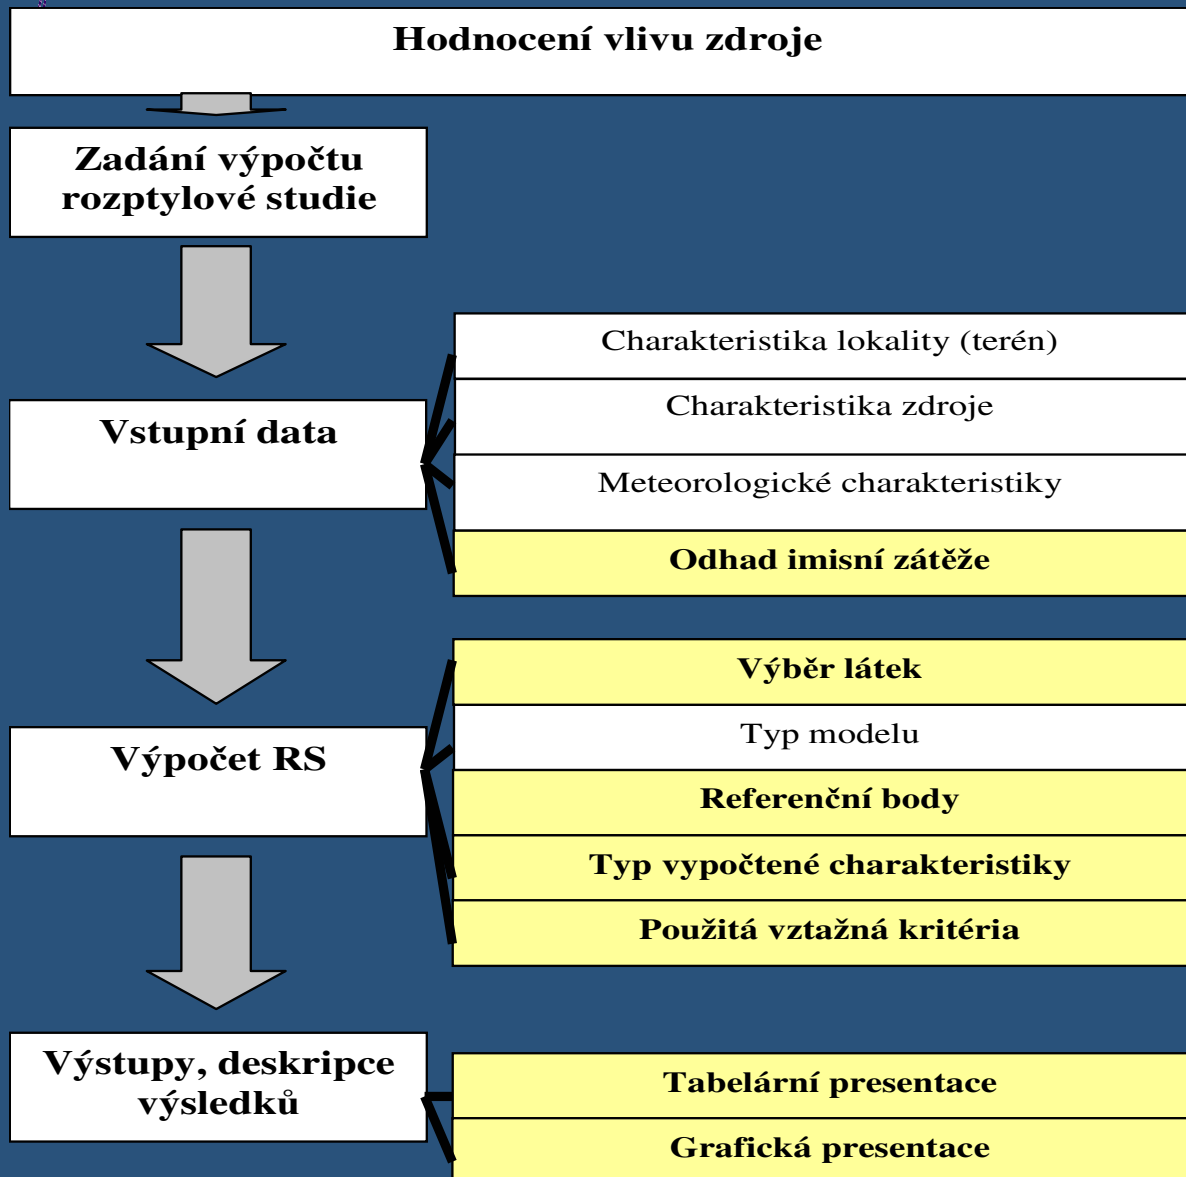 Hodnocení vlivu zdroje
Zadání výpočtu
rozptylové studie
Vstupní data
Charakteristika lokality (terén)
Charakteristika zdroje
Meteorologické charakteristiky
Odhad imisní zátěže
Výpočet RS
Výběr látek
Typ modelu
Referenční body
Typ vypočtené charakteristiky
Použitá vztažná kritéria
Výstupy, deskripce
výsledků
Tabelární presentace
Grafická presentace